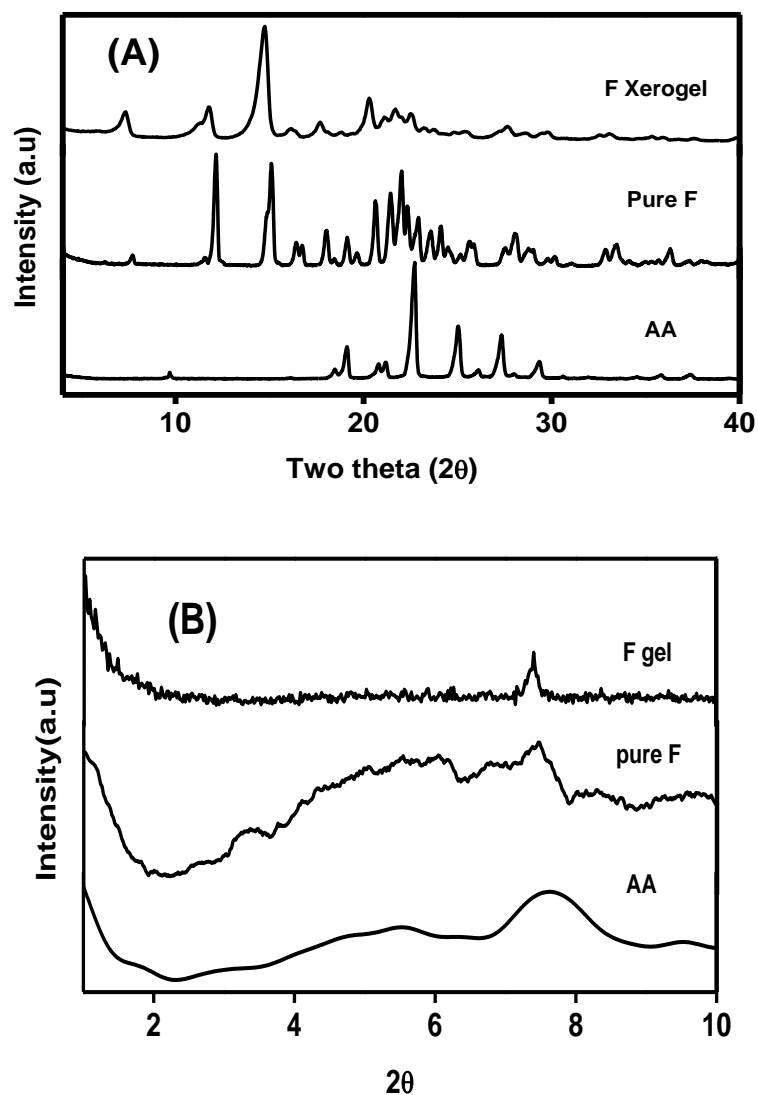 (A)
F Xerogel
Pure F
AA
Intensity (a.u)
10 20 30 40
Two theta (2θ)
(B)
F gel
pure F
AA
Intensity(a.u)
2 4 6 8 10
2θ